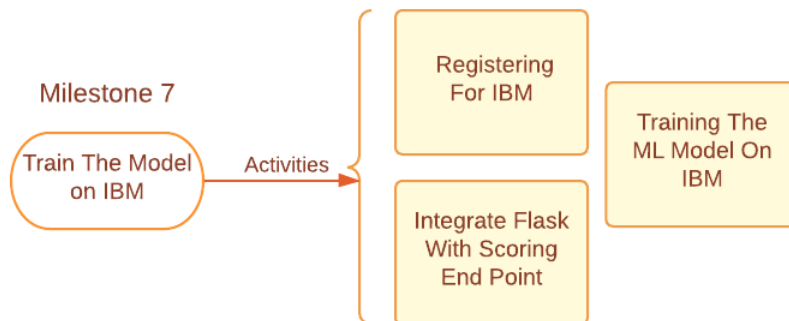 Milestone 7
Train The Model
on IBM
Activities
Registering
For IBM
Training The
ML Model On
IBM
Integrate Flask
With Scoring
End Point